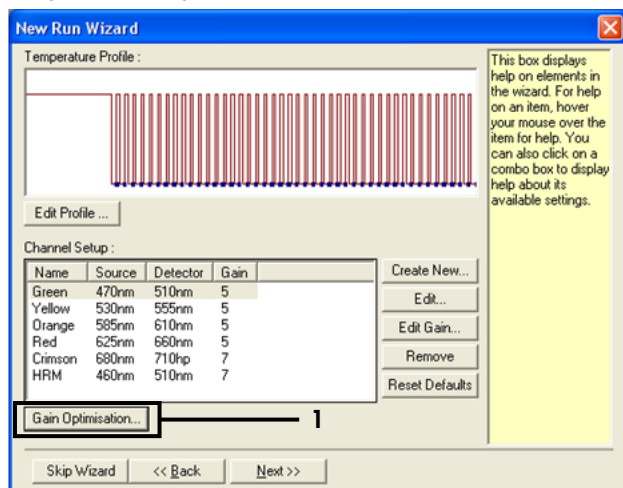 New Run Wizard
Temperature Profile :
This box displays
help on elements in
the wizard. For help
on an item, hover
your mouse over the
item for help. You
can also click on a
combo box to display
help about its
available settings.
Edit Profile ...
Channel Setup :
Name Source Detector Gain
Green 470nm 510nm 5
Yellow 530nm 555nm 5
Orange 585nm 610nm 5
Red 625nm 660nm 5
Crimson 680nm 710hp 7
HRM 460nm 510nm 7
Create New...
Edit...
Edit Gain...
Remove
Reset Defaults
Gain Optimisation...
1
Skip Wizard
<< Back
Next >>